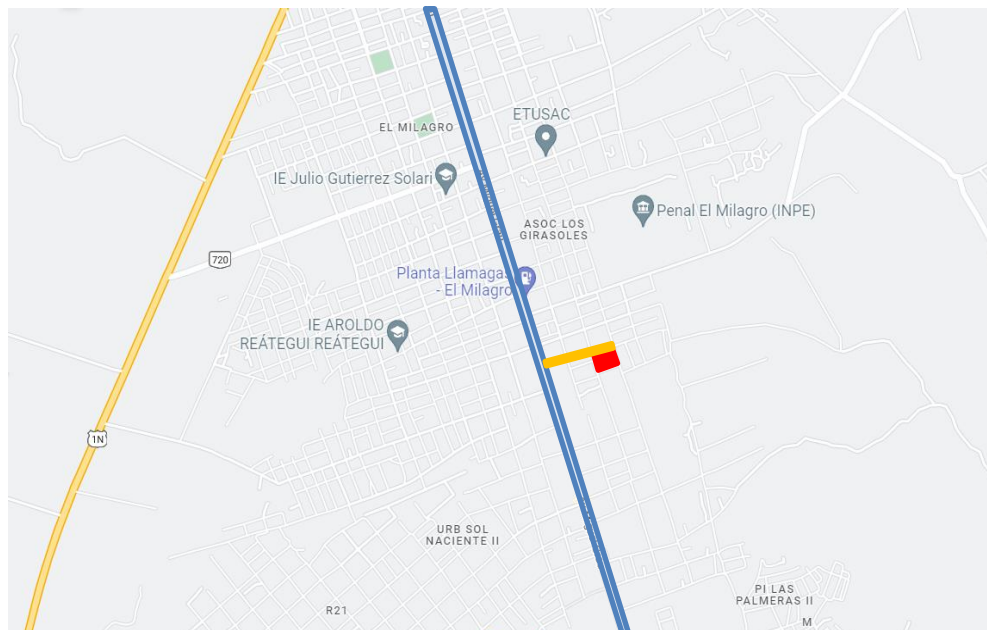 ETUSAC
EL MILAGRO
IE Julio Gutierrez Solari
Penal El Milagro (INPE)
ASOC LOS
GIRASOLES
720
Planta Llamagas
- El Milagro
IE AROLDO
REÁTEGUI REÁTEGUI
1N
URB SOL
NACIENTE II
PI LAS
PALMERAS II
R21
M